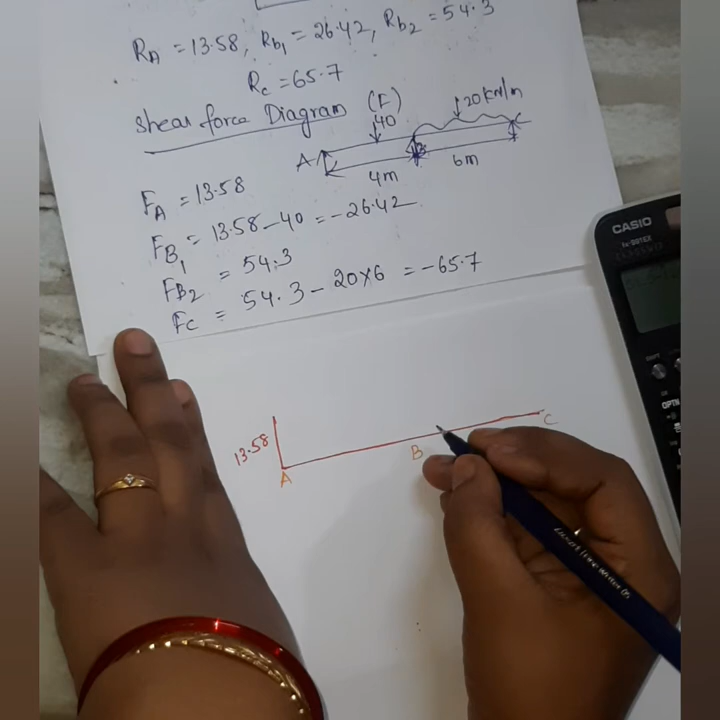 RA = 13.58, Rb1 = 26.42, Rb2 = 54.3
Rc = 65.7
Shear force Diagram (F)
40
20 KN/m
A
B
C
4m
6m
FA = 13.58
FB1 = 13.58 - 40 = -26.42
FB2 = 54.3
Fc = 54.3 - 20×6 = -65.7
CASIO
OPTN
13.58
A
B
C